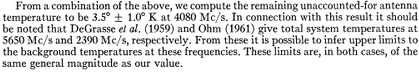 From a combination of the above, we compute the remaining unaccounted-for antenna
temperature to be 3.5° ± 1.0° K at 4080 Mc/s. In connection with this result it should
be noted that DeGrasse et al. (1959) and Ohm (1961) give total system temperatures at
5650 Mc/s and 2390 Mc/s, respectively. From these it is possible to infer upper limits to
the background temperatures at these frequencies. These limits are, in both cases, of the
same general magnitude as our value.